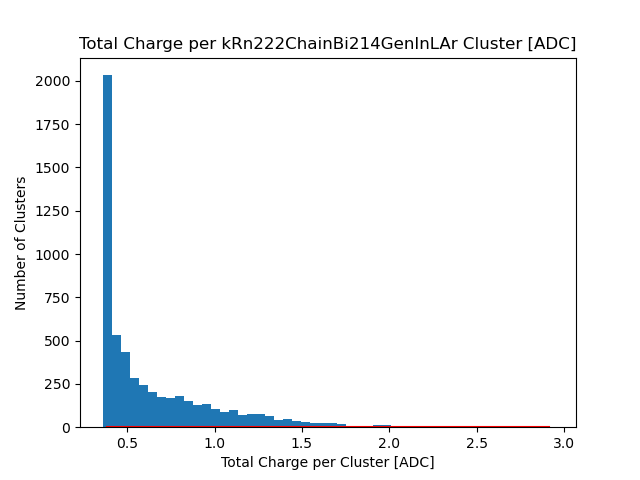 Total Charge per kRn222ChainBi214GenInLAr Cluster [ADC]
Number of Clusters
2000
1750
1500
1250
1000
750
500
250
0
0.5 1.0 1.5 2.0 2.5 3.0
Total Charge per Cluster [ADC]